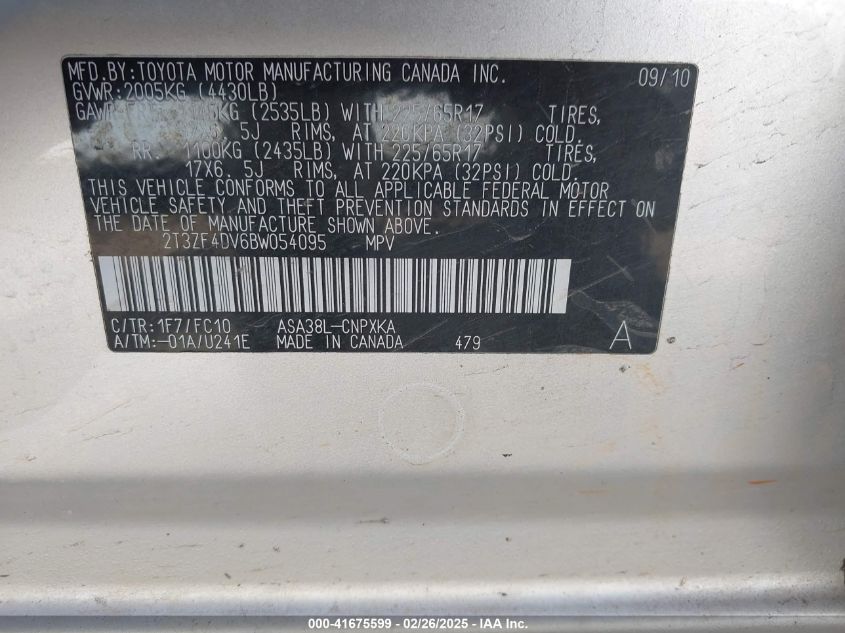 MFD.BY:TOYOTA MOTOR MANUFACTURING CANADA INC. 09/10
GVWR:2005KG (4430LB)
(2535LB) WITH 225/65R17 TIRES,
5J RIMS, AT 220KPA (32PSI) COLD.
RR. 1100KG (2435LB) WITH 225/65R17 TIRES,
17X6. 5J RIMS, AT 220KPA (32PSI) COLD.
THIS VEHICLE CONFORMS TO ALL APPLICABLE FEDERAL MOTOR
VEHICLE SAFETY AND THEFT PREVENTION STANDARDS IN EFFECT ON
THE DATE OF MANUFACTURE SHOWN ABOVE.
2T3ZF4DV6BW054095 MPV
C/TR:1F7/FC10 ASA38L-CNPXKA
A/TM:-01A/U241E MADE IN CANADA 479 A
000-41675599 - 02/26/2025 - IAA Inc.